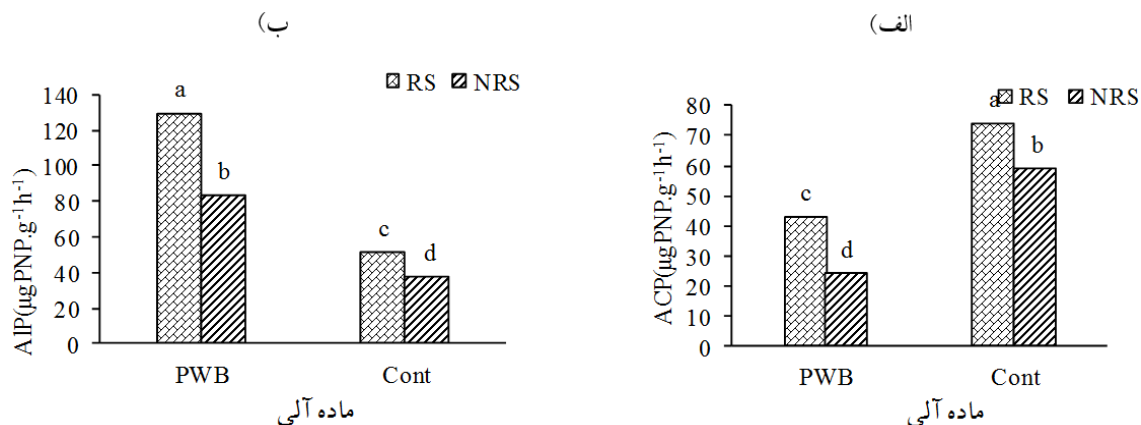 ب)
RS NRS
AlP(µgPNP.g⁻¹h⁻¹)
140
120
100
80
60
40
20
0
a
b
c
d
PWB Cont
ماده آلی
الف)
RS NRS
ACP(µgPNP.g⁻¹h⁻¹)
80
70
60
50
40
30
20
10
0
c
d
a
b
PWB Cont
ماده آلی